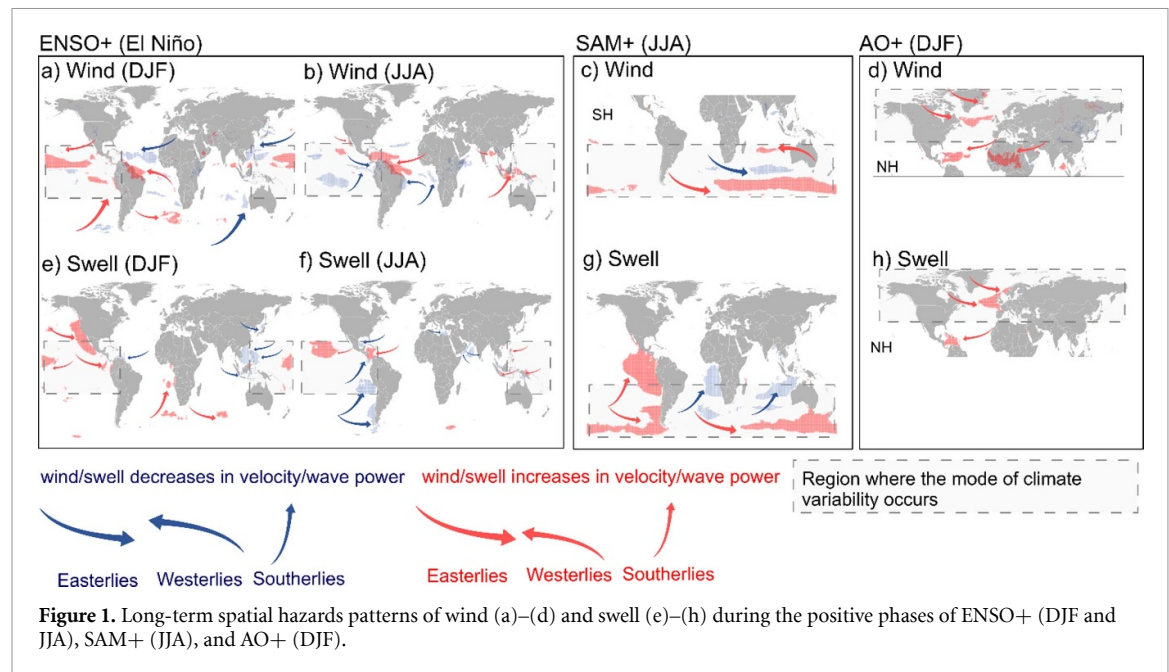 ENSO+ (El Niño)
SAM+ (JJA)
AO+ (DJF)
a) Wind (DJF)
b) Wind (JJA)
c) Wind
d) Wind
SH
NH
e) Swell (DJF)
f) Swell (JJA)
g) Swell
h) Swell
NH
wind/swell decreases in velocity/wave power
wind/swell increases in velocity/wave power
Region where the mode of climate
variability occurs
Easterlies Westerlies Southerlies
Easterlies Westerlies Southerlies
Figure 1. Long-term spatial hazards patterns of wind (a)–(d) and swell (e)–(h) during the positive phases of ENSO+ (DJF and
JJA), SAM+ (JJA), and AO+ (DJF).